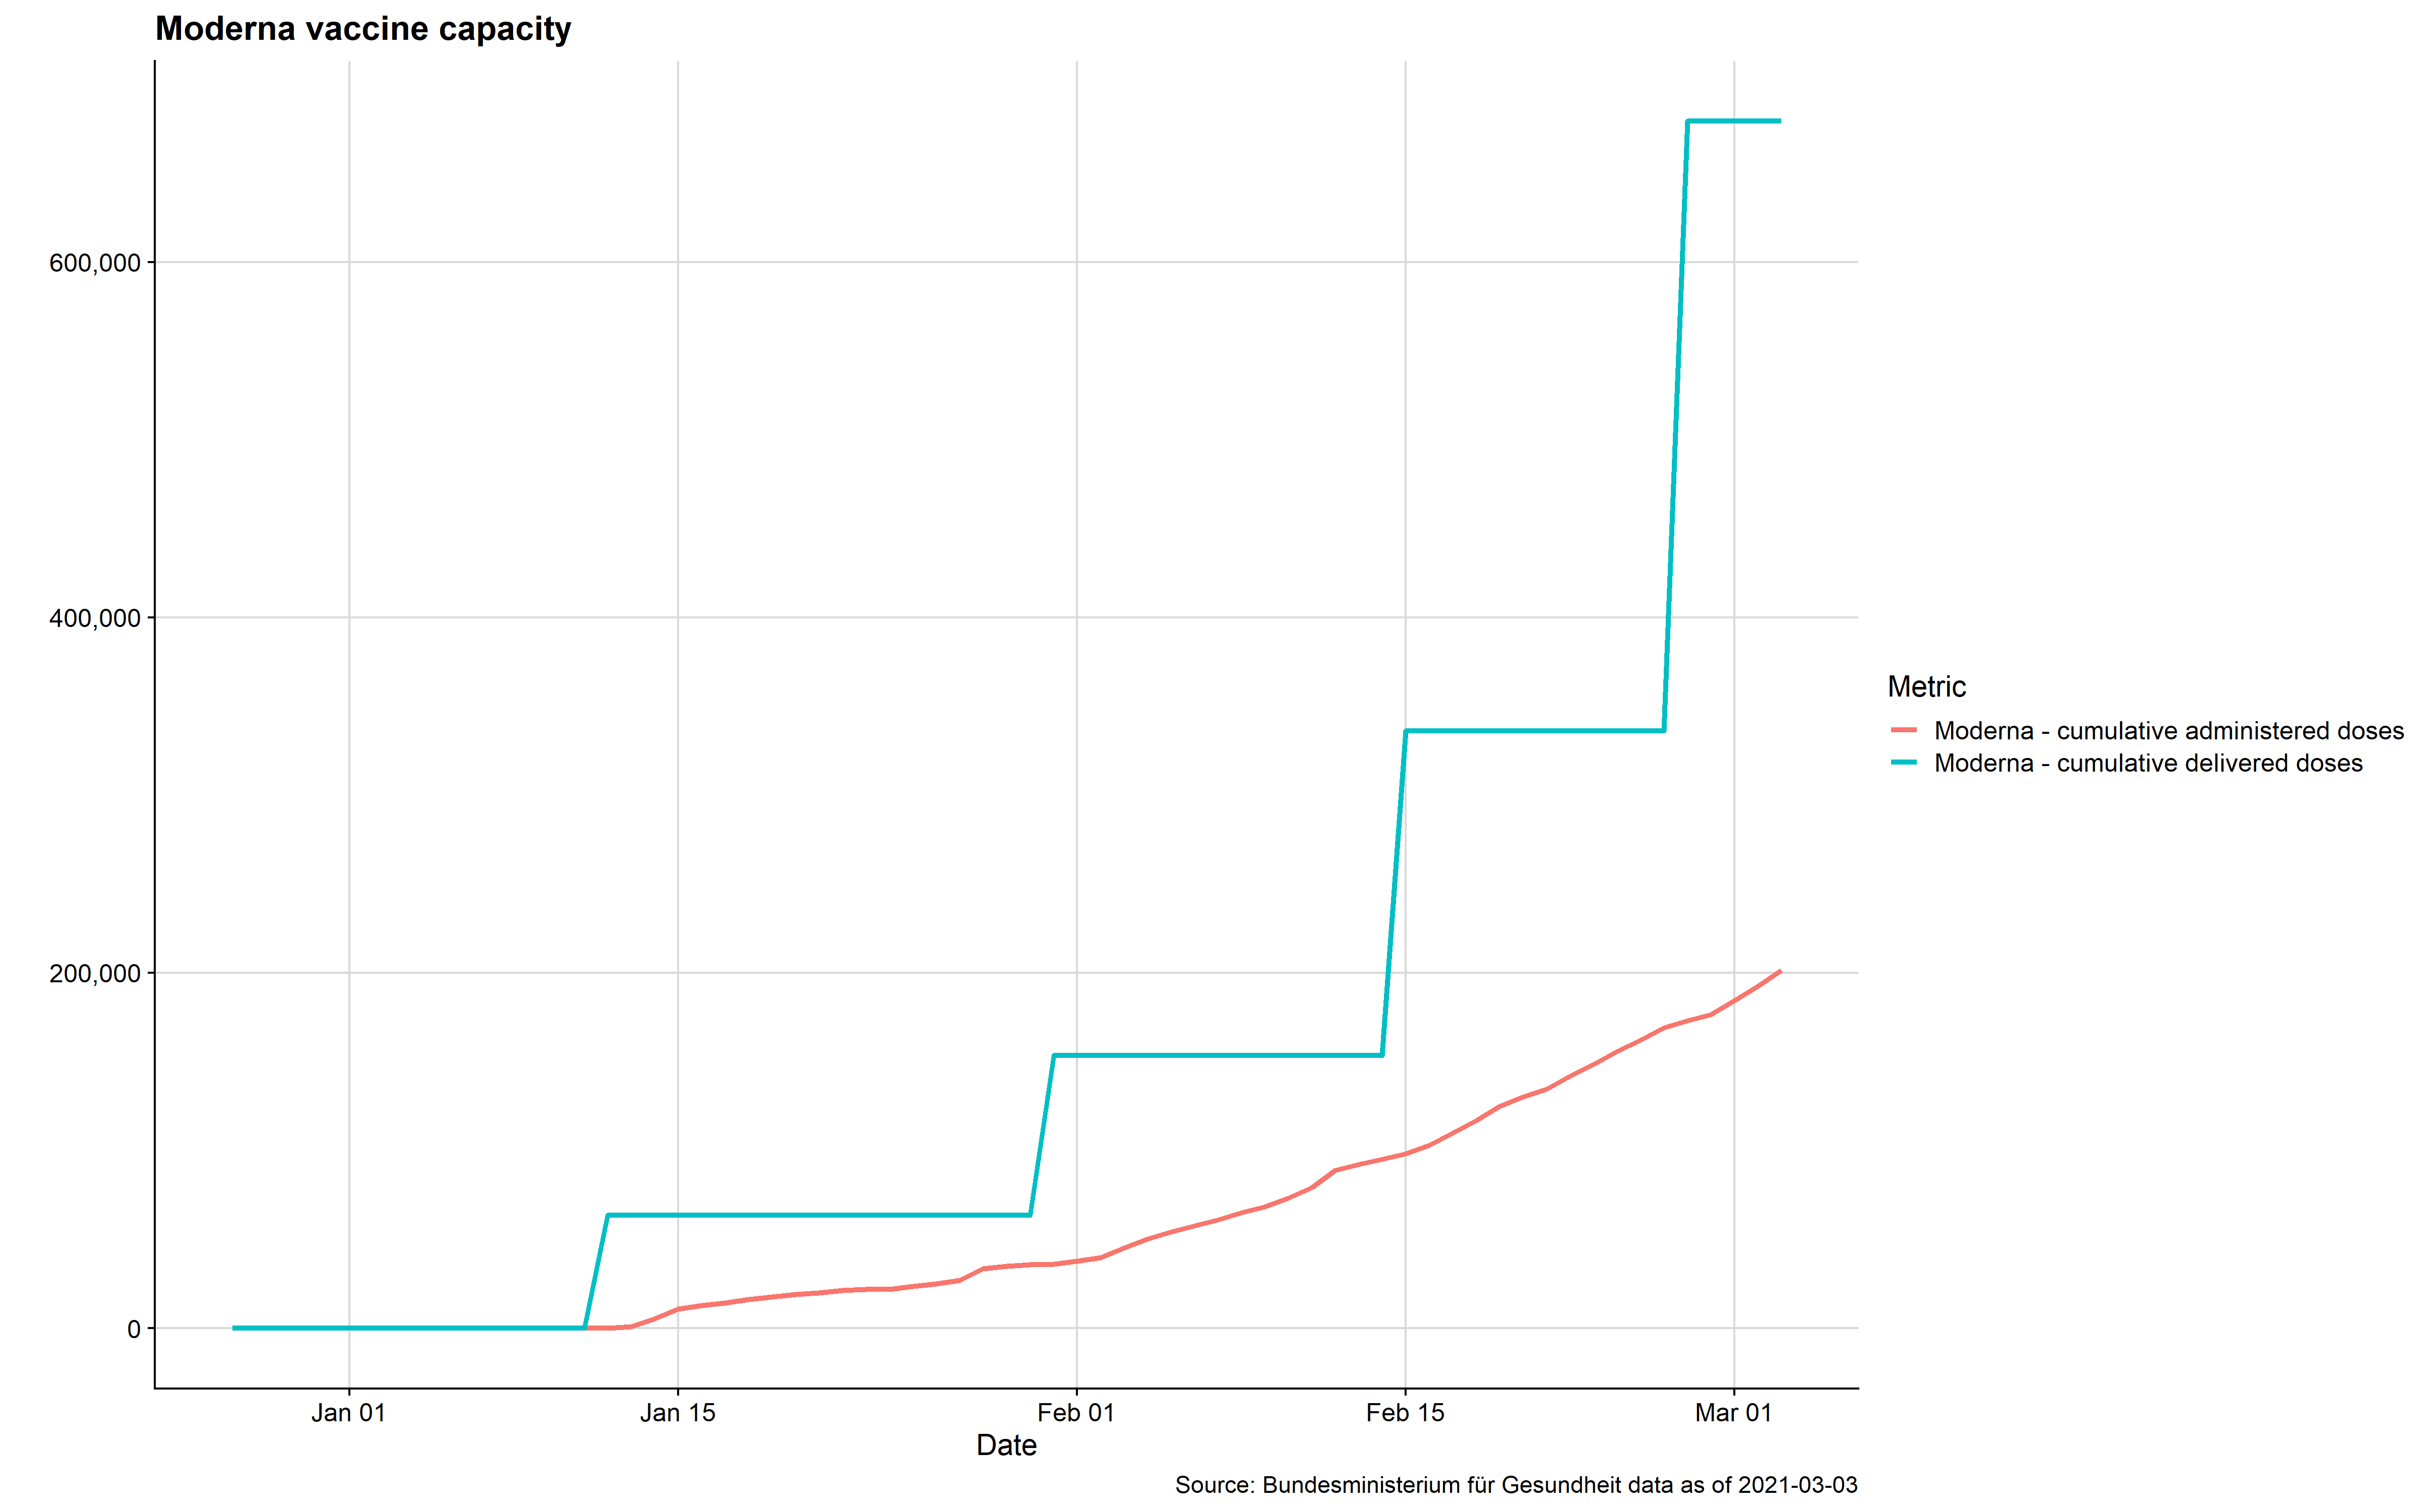 Moderna vaccine capacity
600,000
400,000
200,000
0
Jan 01
Jan 15
Feb 01
Feb 15
Mar 01
Date
Metric
Moderna - cumulative administered doses
Moderna - cumulative delivered doses
Source: Bundesministerium für Gesundheit data as of 2021-03-03